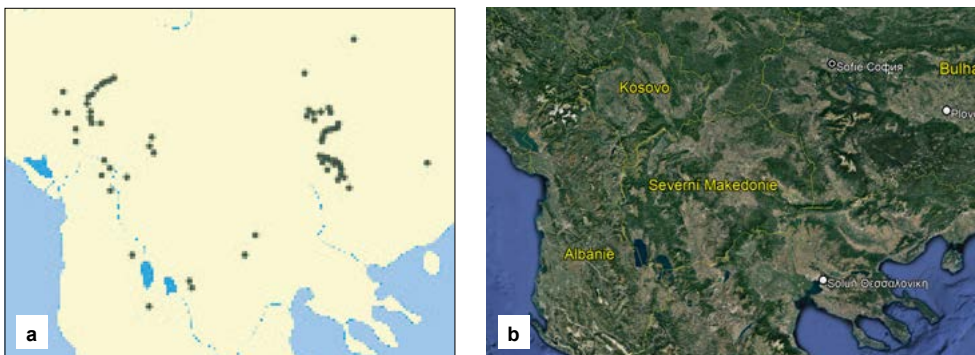 a
Kosovo
Sofie София
Bulha
Plov
Severní Makedonie
Albánie
Soluň Θεσσαλονίκη
b